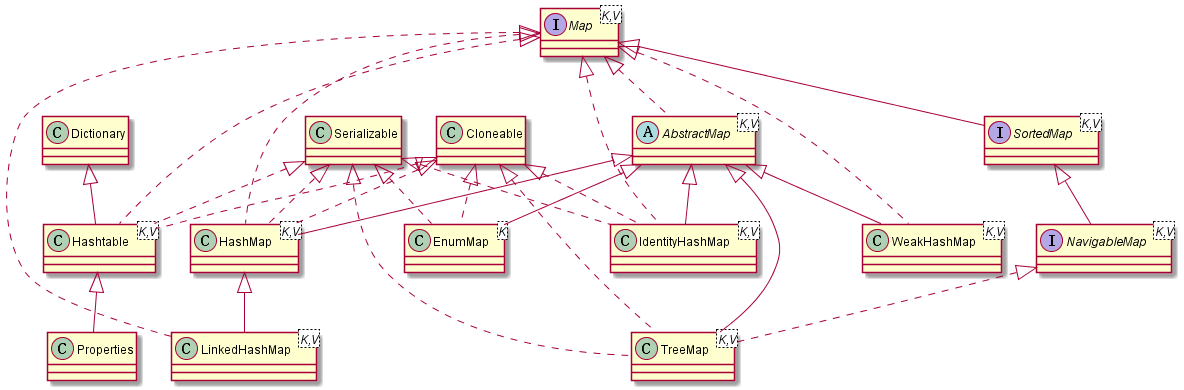 I Map K,V
C Dictionary
C Serializable
C Cloneable
A AbstractMap K,V
I SortedMap K,V
C Hashtable K,V
C HashMap K,V
C EnumMap K
C IdentityHashMap K,V
C WeakHashMap K,V
I NavigableMap K,V
C Properties
C LinkedHashMap K,V
C TreeMap K,V